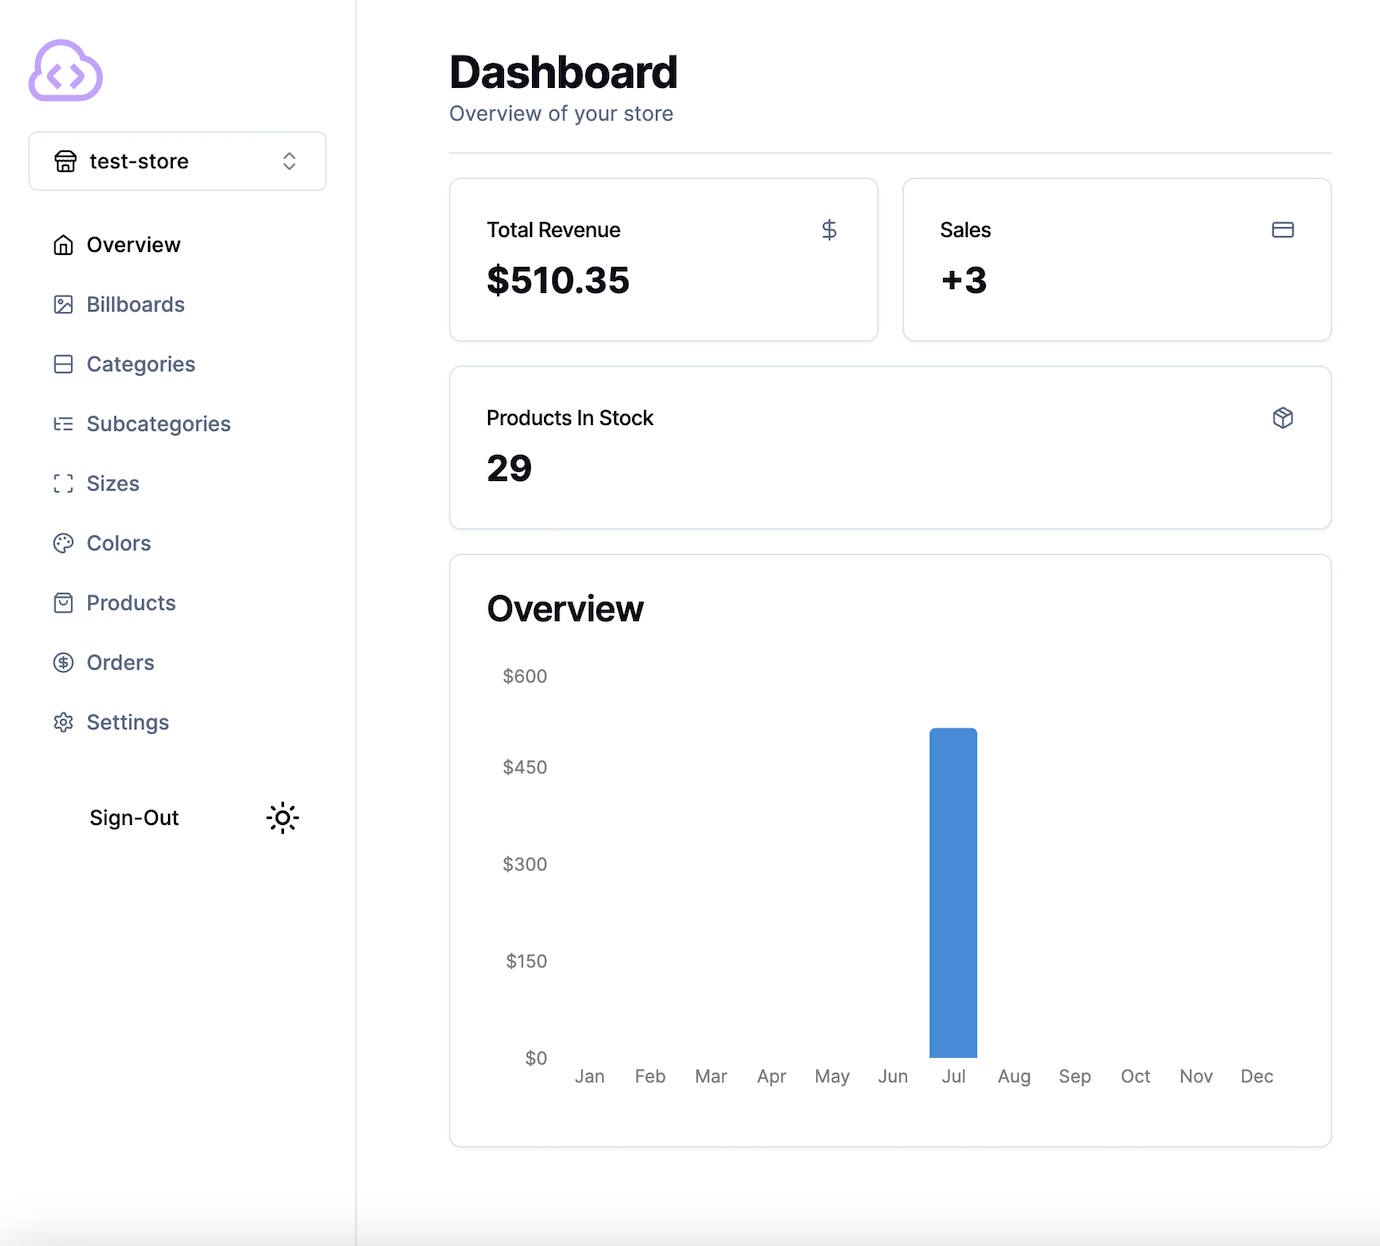 test-store
Overview
Billboards
Categories
Subcategories
Sizes
Colors
Products
Orders
Settings
Sign-Out
Dashboard
Overview of your store
Total Revenue
$510.35
Sales
+3
Products In Stock
29
Overview
$600
$450
$300
$150
$0
Jan Feb Mar Apr May Jun Jul Aug Sep Oct Nov Dec